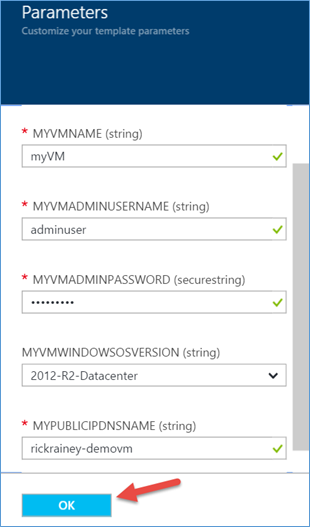 Parameters
Customize your template parameters
* MYVMNAME (string)
myVM
* MYVMADMINUSERNAME (string)
adminuser
* MYVMADMINPASSWORD (securestring)
•••••••••
MYVMWINDOWSOSVERSION (string)
2012-R2-Datacenter
* MYPUBLICIPDNSNAME (string)
rickrainey-demovm
OK